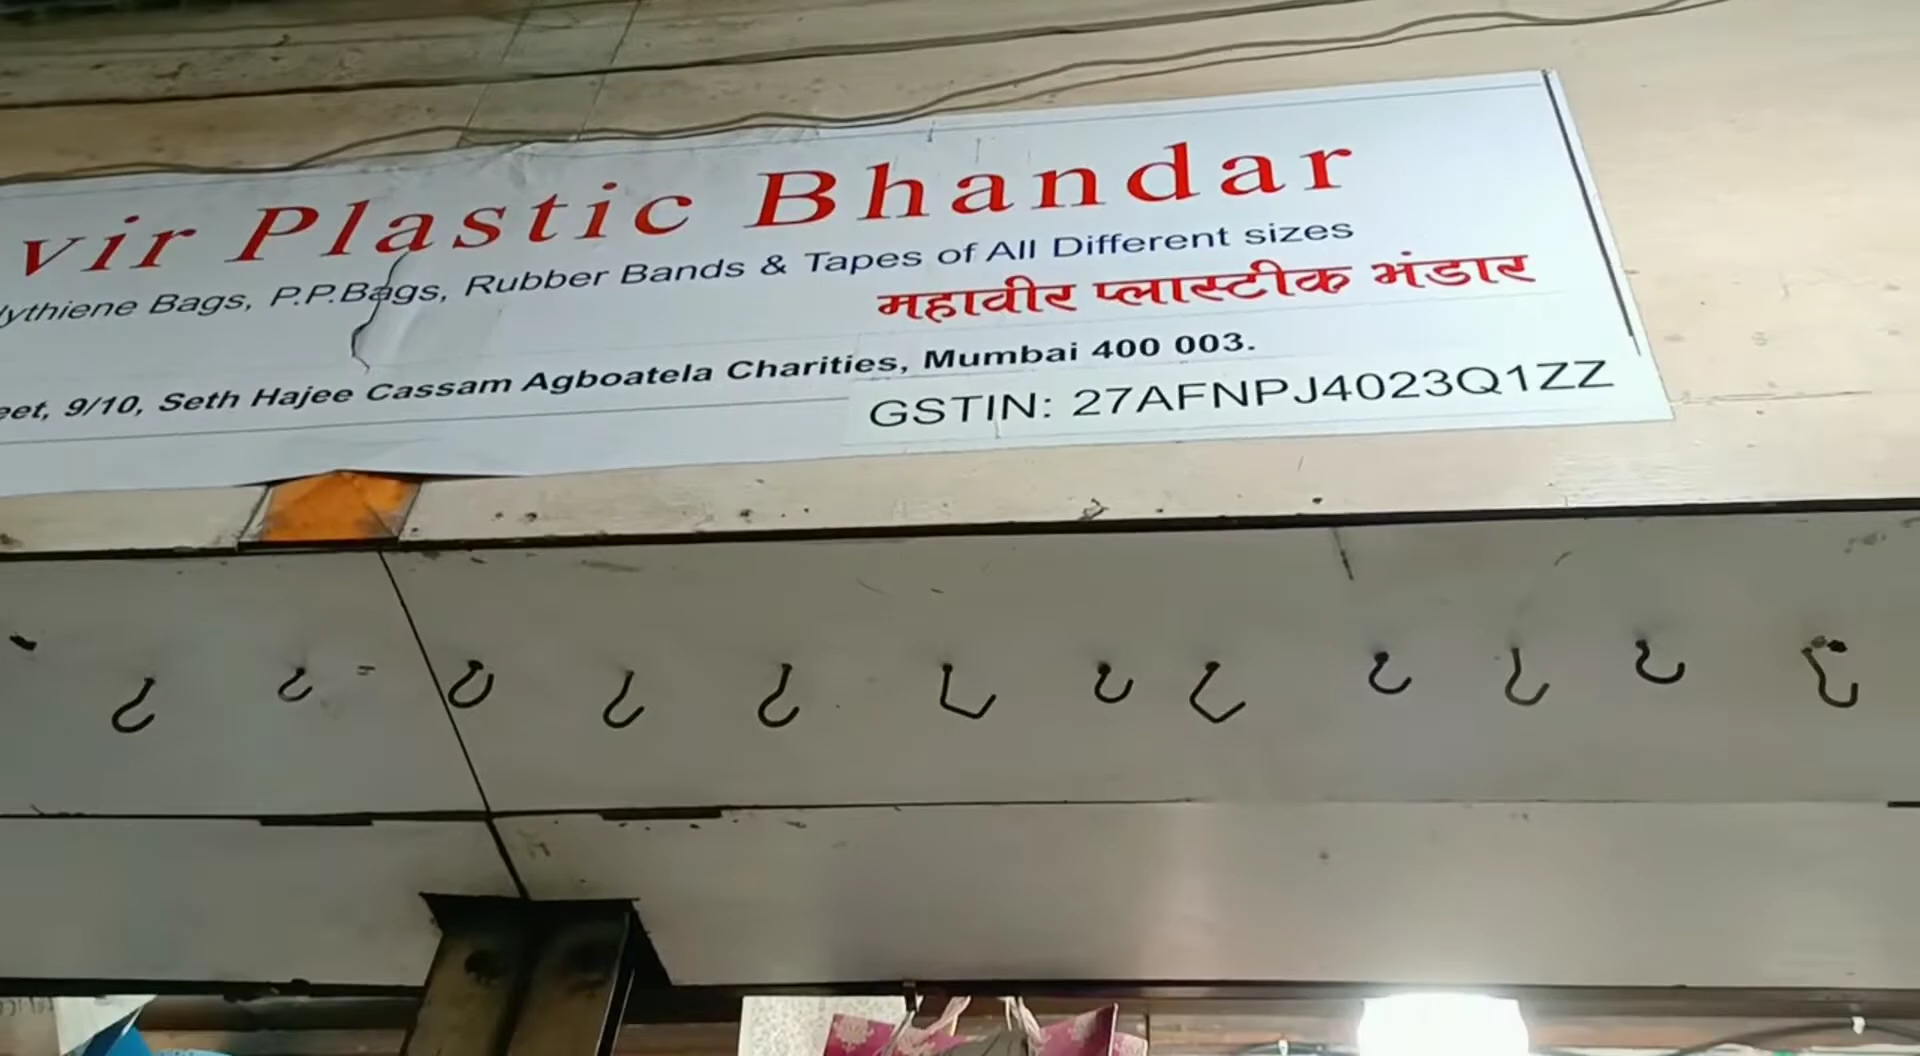 vir Plastic Bhandar
lythiene Bags, P.P.Bags, Rubber Bands & Tapes of All Different sizes
महावीर प्लास्टीक भंडार
eet, 9/10, Seth Hajee Cassam Agboatela Charities, Mumbai 400 003.
GSTIN: 27AFNPJ4023Q1ZZ